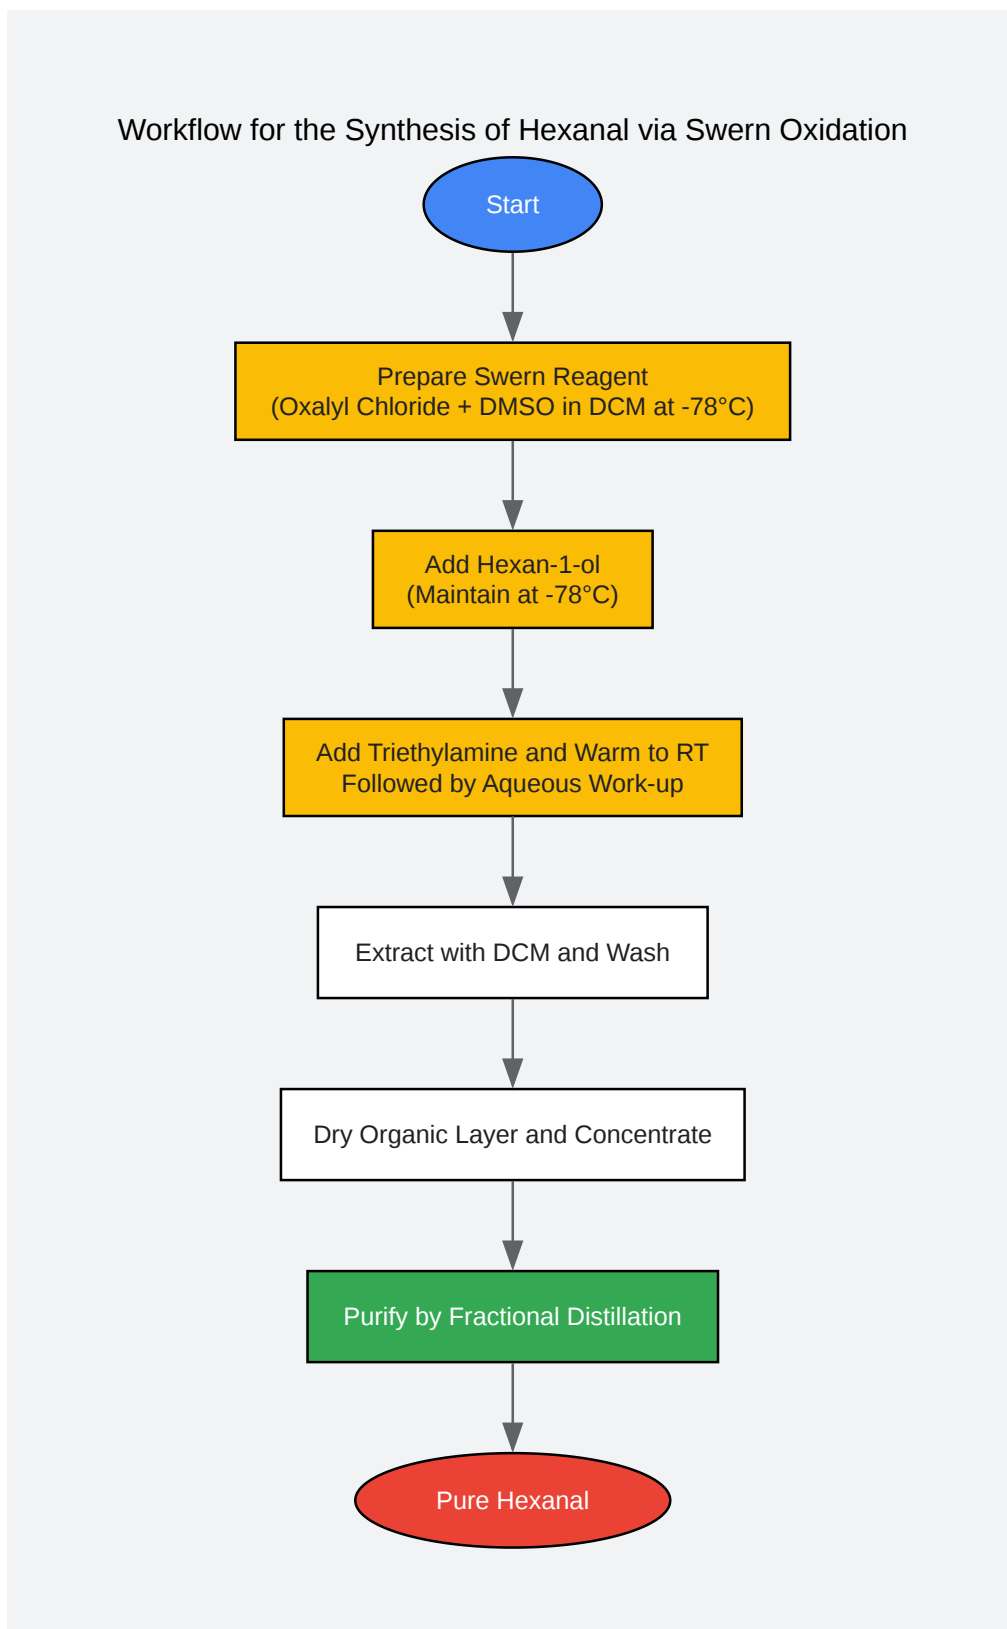 Workflow for the Synthesis of Hexanal via Swern Oxidation
Start
Prepare Swern Reagent
(Oxalyl Chloride + DMSO in DCM at -78°C)
Add Hexan-1-ol
(Maintain at -78°C)
Add Triethylamine and Warm to RT
Followed by Aqueous Work-up
Extract with DCM and Wash
Dry Organic Layer and Concentrate
Purify by Fractional Distillation
Pure Hexanal